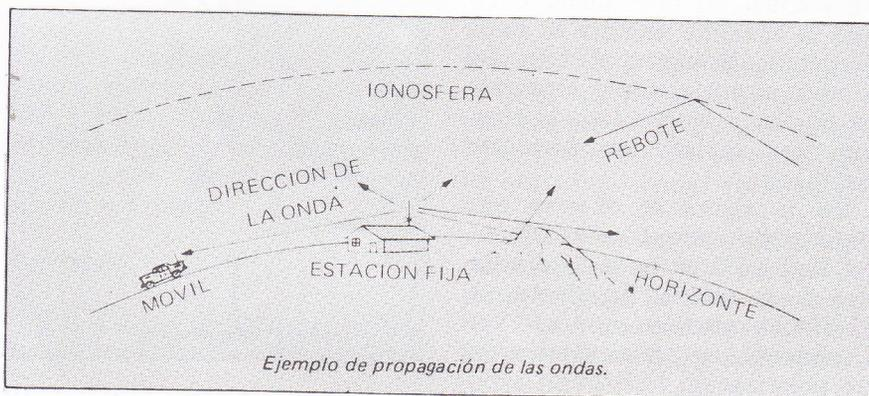 IONOSFERA
REBOTE
DIRECCION DE
LA ONDA
ESTACION FIJA
MOVIL
HORIZONTE
Ejemplo de propagación de las ondas.